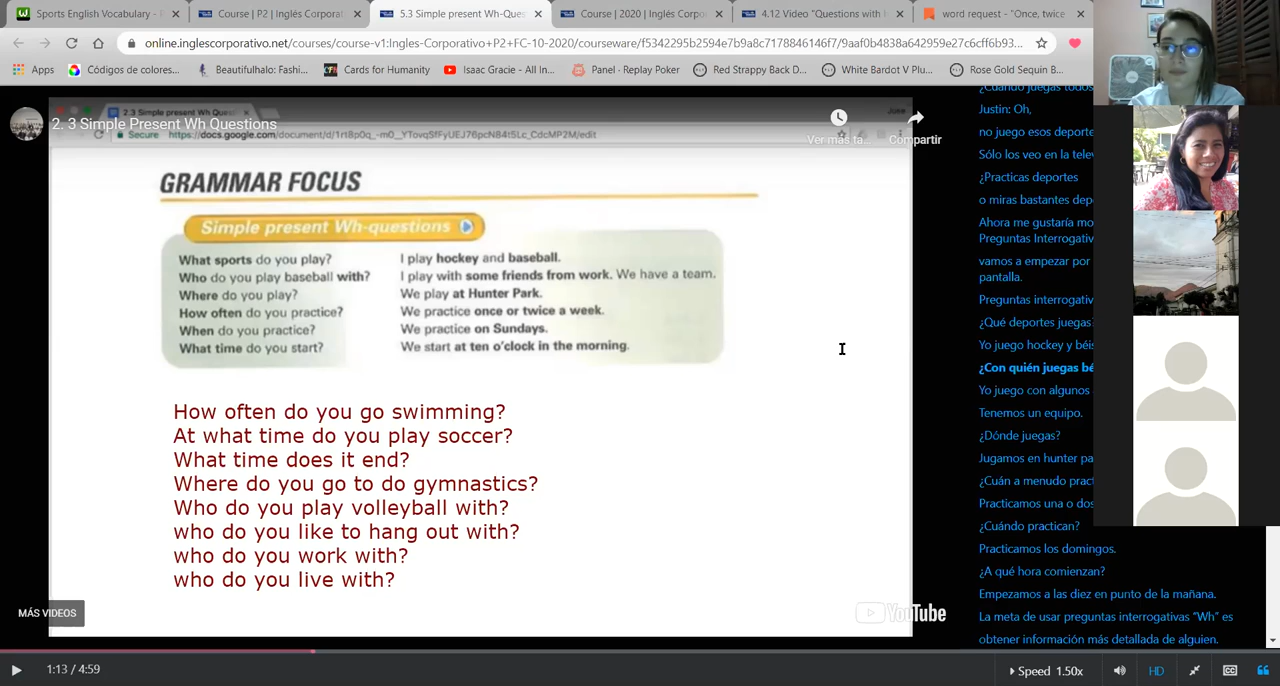 Sports English Vocabulary -
Course | P2 | Inglés Corporat
5.3 Simple present Wh-Ques
Course | 2020 | Inglés Corpo
4.12 Video "Questions with
word request - "Once, twice
online.inglescorporativo.net/courses/course-v1:Ingles-Corporativo+P2+FC-10-2020/courseware/f5342295b2594e7b9a8c7178846146f7/9aaf0b4838a642959e27c6cff6b93...
Apps
Códigos de colores...
Beautifulhalo: Fashi...
Cards for Humanity
Isaac Gracie - All In...
Panel · Replay Poker
Red Strappy Back D...
White Bardot V Plu...
Rose Gold Sequin B...
2. 3 Simple Present Wh Questions
Secure
Ver más ta...
Compartir
GRAMMAR FOCUS
Simple present Wh-questions
What sports do you play? I play hockey and baseball.
Who do you play baseball with? I play with some friends from work. We have a team.
Where do you play? We play at Hunter Park.
How often do you practice? We practice once or twice a week.
When do you practice? We practice on Sundays.
What time do you start? We start at ten o'clock in the morning.
How often do you go swimming?
At what time do you play soccer?
What time does it end?
Where do you go to do gymnastics?
Who do you play volleyball with?
who do you like to hang out with?
who do you work with?
who do you live with?
MÁS VIDEOS
YouTube
1:13 / 4:59
Speed 1.50x
HD
¿Cuándo juegas todos
Justin: Oh,
no juego esos deporte
Sólo los veo en la telev
¿Practicas deportes
o miras bastantes dep
Ahora me gustaría mo
Preguntas Interrogativ
vamos a empezar por
pantalla.
Preguntas interrogativ
¿Qué deportes juegas?
Yo juego hockey y béis
¿Con quién juegas bé
Yo juego con algunos
Tenemos un equipo.
¿Dónde juegas?
Jugamos en hunter pa
¿Cuán a menudo pract
Practicamos una o dos
¿Cuándo practican?
Practicamos los domingos.
¿A qué hora comienzan?
Empezamos a las diez en punto de la mañana.
La meta de usar preguntas interrogativas “Wh” es
obtener información más detallada de alguien.